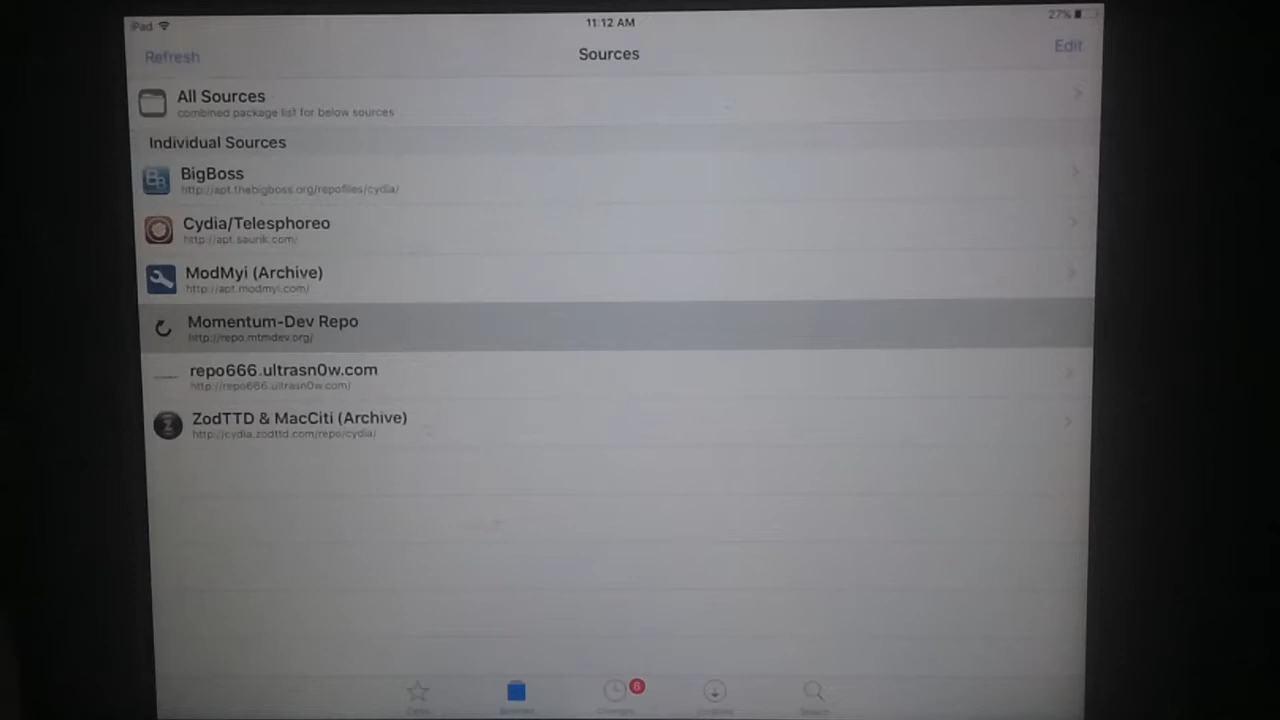 iPad
11:12 AM
27%
Refresh
Sources
Edit
All Sources
combined package list for below sources
Individual Sources
BigBoss
http://apt.thebigboss.org/repofiles/cydia/
Cydia/Telesphoreo
http://apt.saurik.com/
ModMyi (Archive)
http://apt.modmyi.com/
Momentum-Dev Repo
http://repo.mtmdev.org/
repo666.ultrasn0w.com
http://repo666.ultrasn0w.com/
ZodTTD & MacCiti (Archive)
http://cydia.zodttd.com/repo/cydia/
6